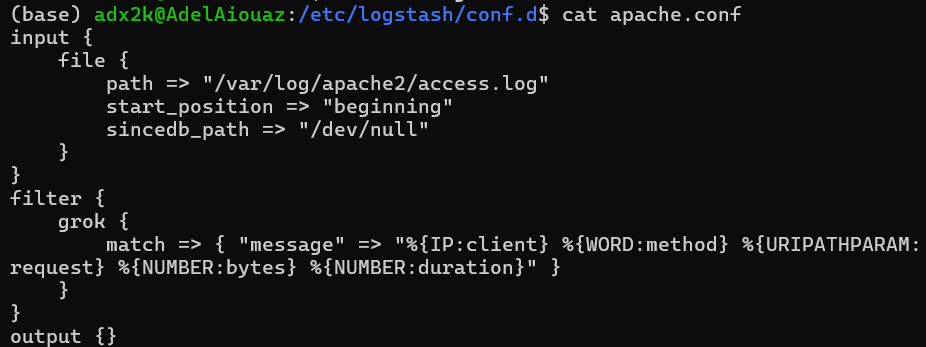 (base) adx2k@AdelAiouaz:/etc/logstash/conf.d$ cat apache.conf
input {
    file {
        path => "/var/log/apache2/access.log"
        start_position => "beginning"
        sincedb_path => "/dev/null"
    }
}
filter {
    grok {
        match => { "message" => "%{IP:client} %{WORD:method} %{URIPATHPARAM:
request} %{NUMBER:bytes} %{NUMBER:duration}" }
    }
}
output {}